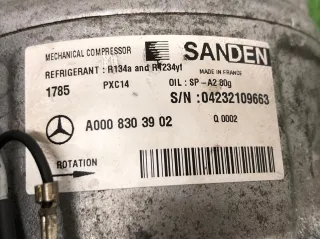 MECHANICAL COMPRESSOR SANDEN
REFRIGERANT : R134a and R1234yf MADE IN FRANCE
1785 PXC14 OIL : SP-A2 80g
S/N :04232109663
A000 830 39 02 Q 0002
ROTATION